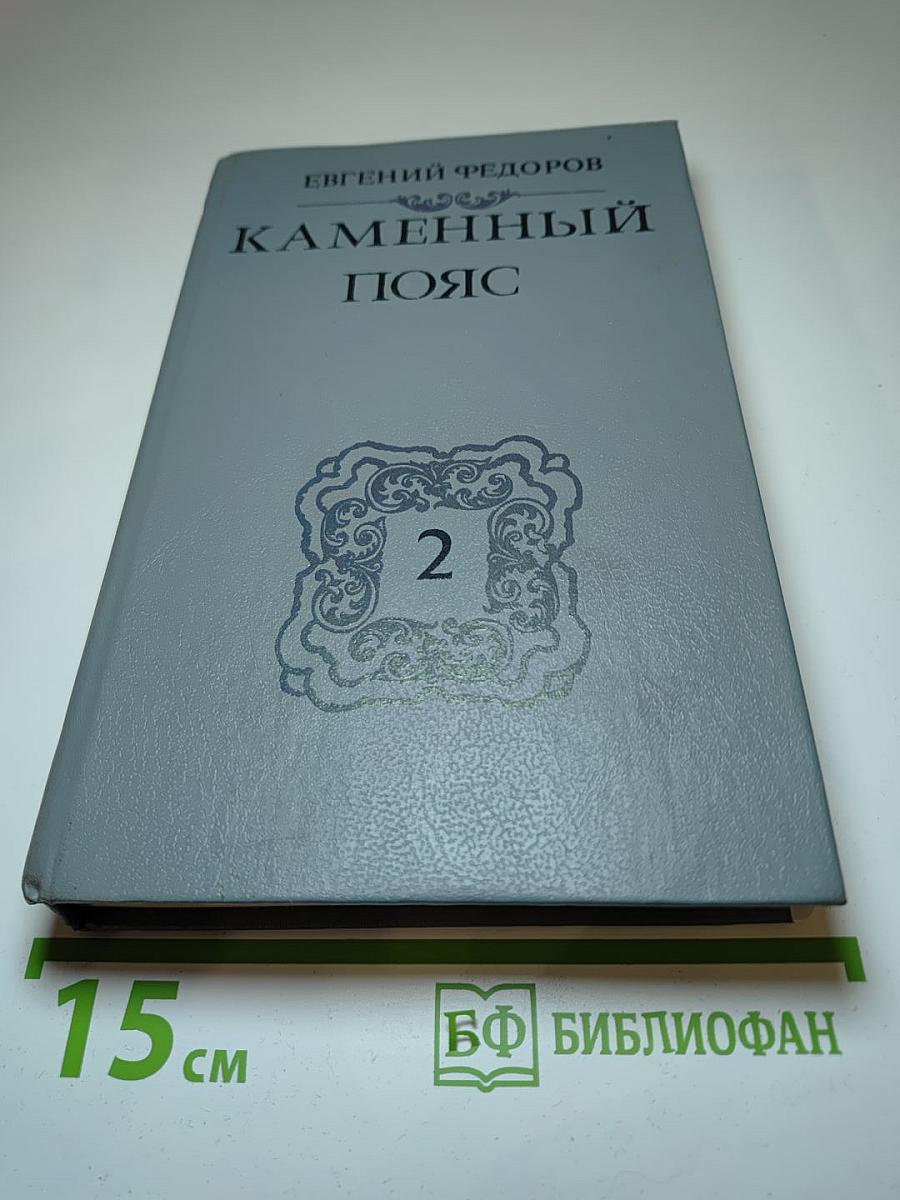 ЕВГЕНИЙ ФЕДОРОВ
КАМЕННЫЙ
ПОЯС
2
15 см
БФ БИБЛИОФАН